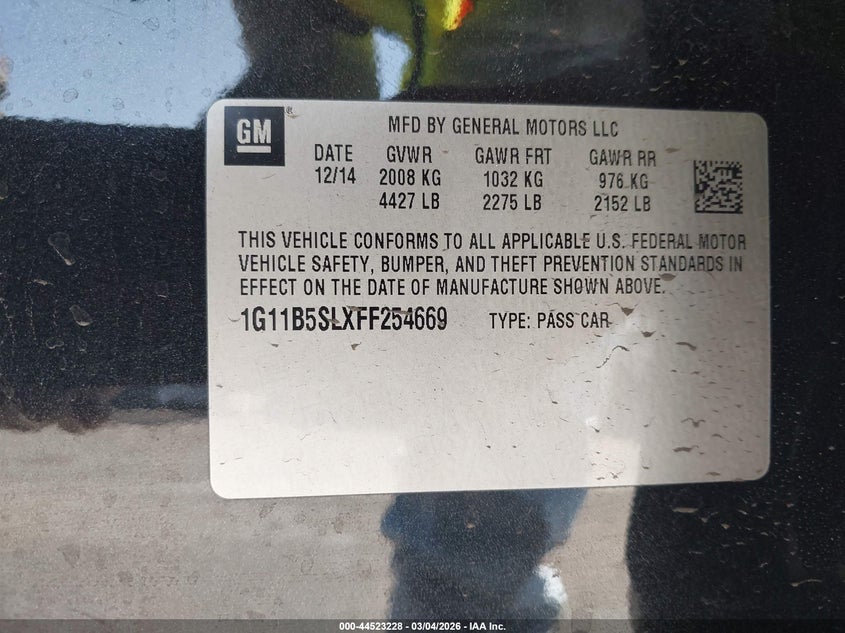 GM
MFD BY GENERAL MOTORS LLC
DATE GVWR GAWR FRT GAWR RR
12/14 2008 KG 1032 KG 976 KG
4427 LB 2275 LB 2152 LB
THIS VEHICLE CONFORMS TO ALL APPLICABLE U.S. FEDERAL MOTOR
VEHICLE SAFETY, BUMPER, AND THEFT PREVENTION STANDARDS IN
EFFECT ON THE DATE OF MANUFACTURE SHOWN ABOVE.
1G11B5SLXFF254669 TYPE: PASS CAR
000-44523228 - 03/04/2026 - IAA Inc.